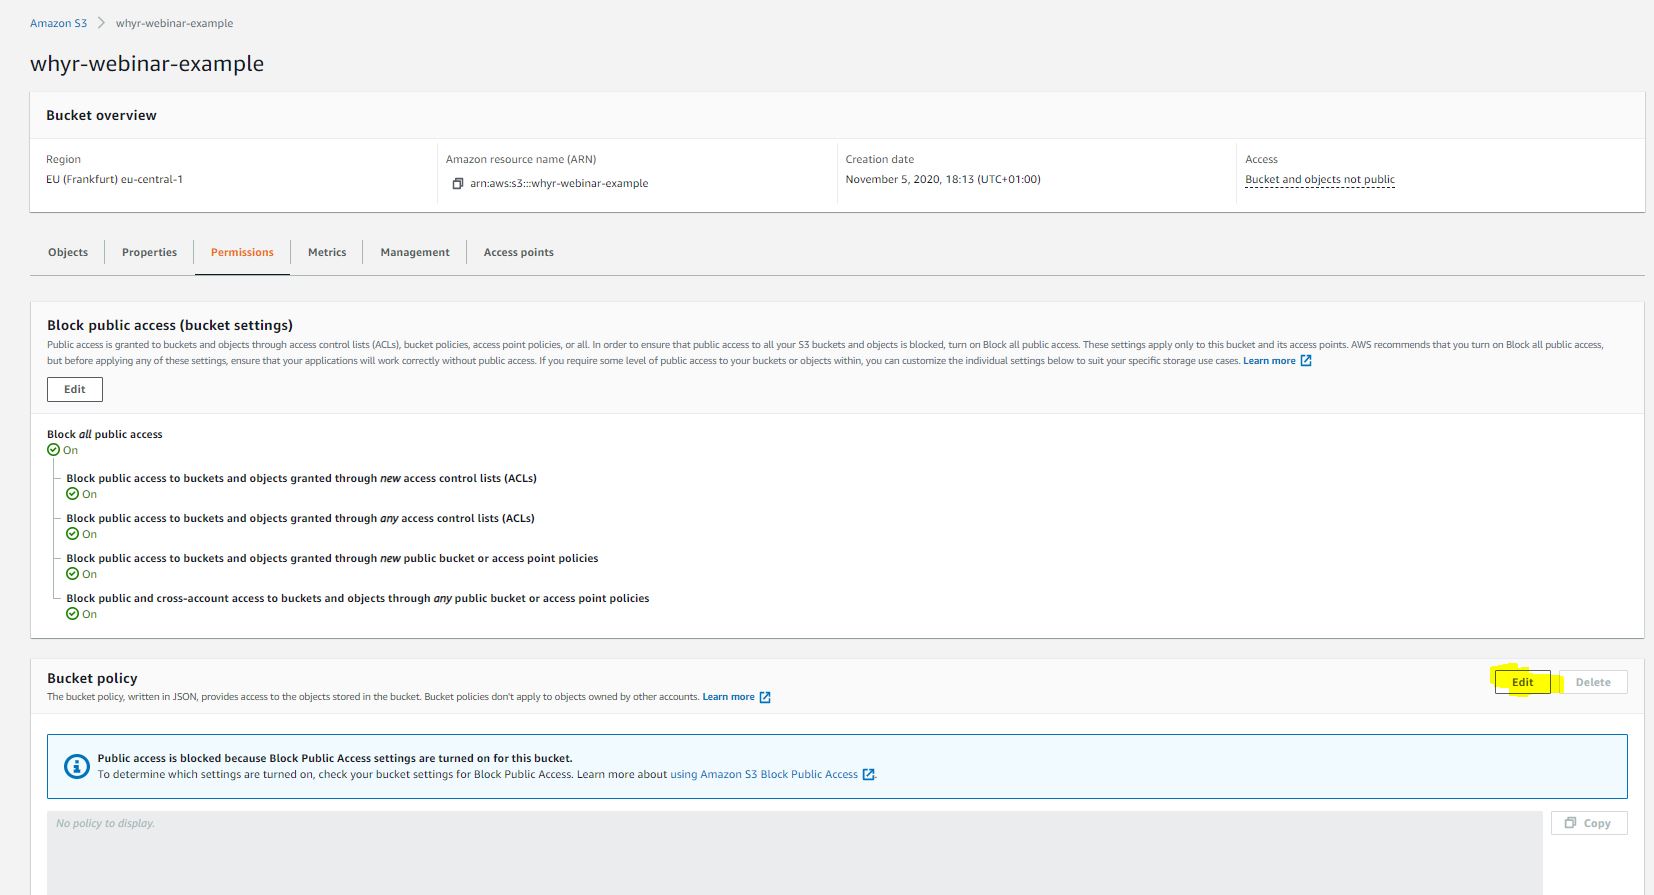 Amazon S3 > whyr-webinar-example
whyr-webinar-example
Bucket overview
Region
EU (Frankfurt) eu-central-1
Amazon resource name (ARN)
arn:aws:s3:::whyr-webinar-example
Creation date
November 5, 2020, 18:13 (UTC+01:00)
Access
Bucket and objects not public
Objects Properties Permissions Metrics Management Access points
Block public access (bucket settings)
Public access is granted to buckets and objects through access control lists (ACLs), bucket policies, access point policies, or all. In order to ensure that public access to all your S3 buckets and objects is blocked, turn on Block all public access. These settings apply only to this bucket and its access points. AWS recommends that you turn on Block all public access,
but before applying any of these settings, ensure that your applications will work correctly without public access. If you require some level of public access to your buckets or objects within, you can customize the individual settings below to suit your specific storage use cases. Learn more
Edit
Block all public access
On
Block public access to buckets and objects granted through new access control lists (ACLs)
On
Block public access to buckets and objects granted through any access control lists (ACLs)
On
Block public access to buckets and objects granted through new public bucket or access point policies
On
Block public and cross-account access to buckets and objects through any public bucket or access point policies
On
Bucket policy
The bucket policy, written in JSON, provides access to the objects stored in the bucket. Bucket policies don't apply to objects owned by other accounts. Learn more
Edit Delete
Public access is blocked because Block Public Access settings are turned on for this bucket.
To determine which settings are turned on, check your bucket settings for Block Public Access. Learn more about using Amazon S3 Block Public Access.
No policy to display.
Copy